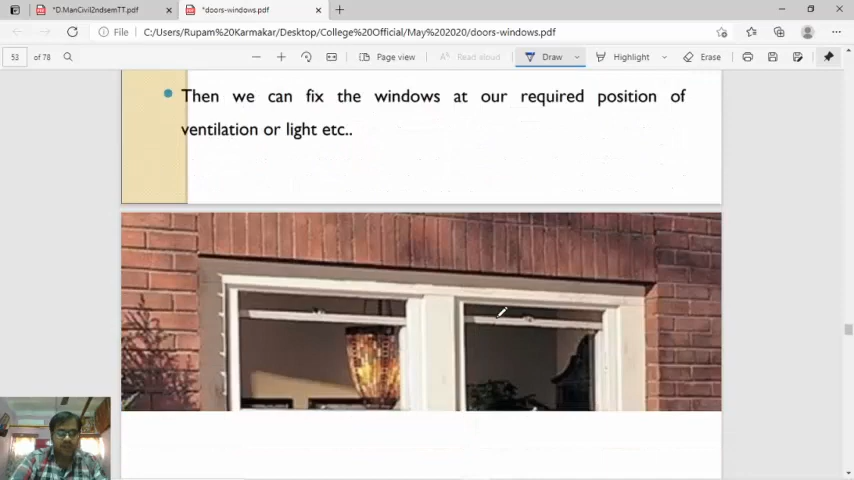 *D.ManCivil2ndsemTT.pdf
*doors-windows.pdf
File
C:/Users/Rupam%20Karmakar/Desktop/College%20Official/May%202020/doors-windows.pdf
53 of 78
Page view
Read aloud
Draw
Highlight
Erase
Then we can fix the windows at our required position of
ventilation or light etc..